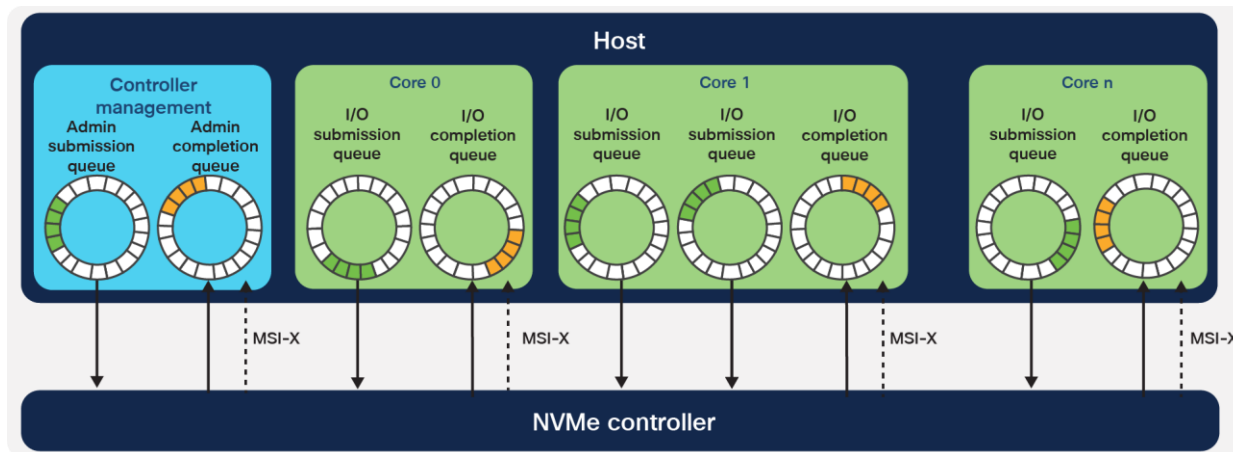 Host
Controller
management
Admin
submission
queue
Admin
completion
queue
Core 0
I/O
submission
queue
I/O
completion
queue
Core 1
I/O
submission
queue
I/O
submission
queue
I/O
completion
queue
Core n
I/O
submission
queue
I/O
completion
queue
MSI-X
MSI-X
MSI-X
MSI-X
NVMe controller